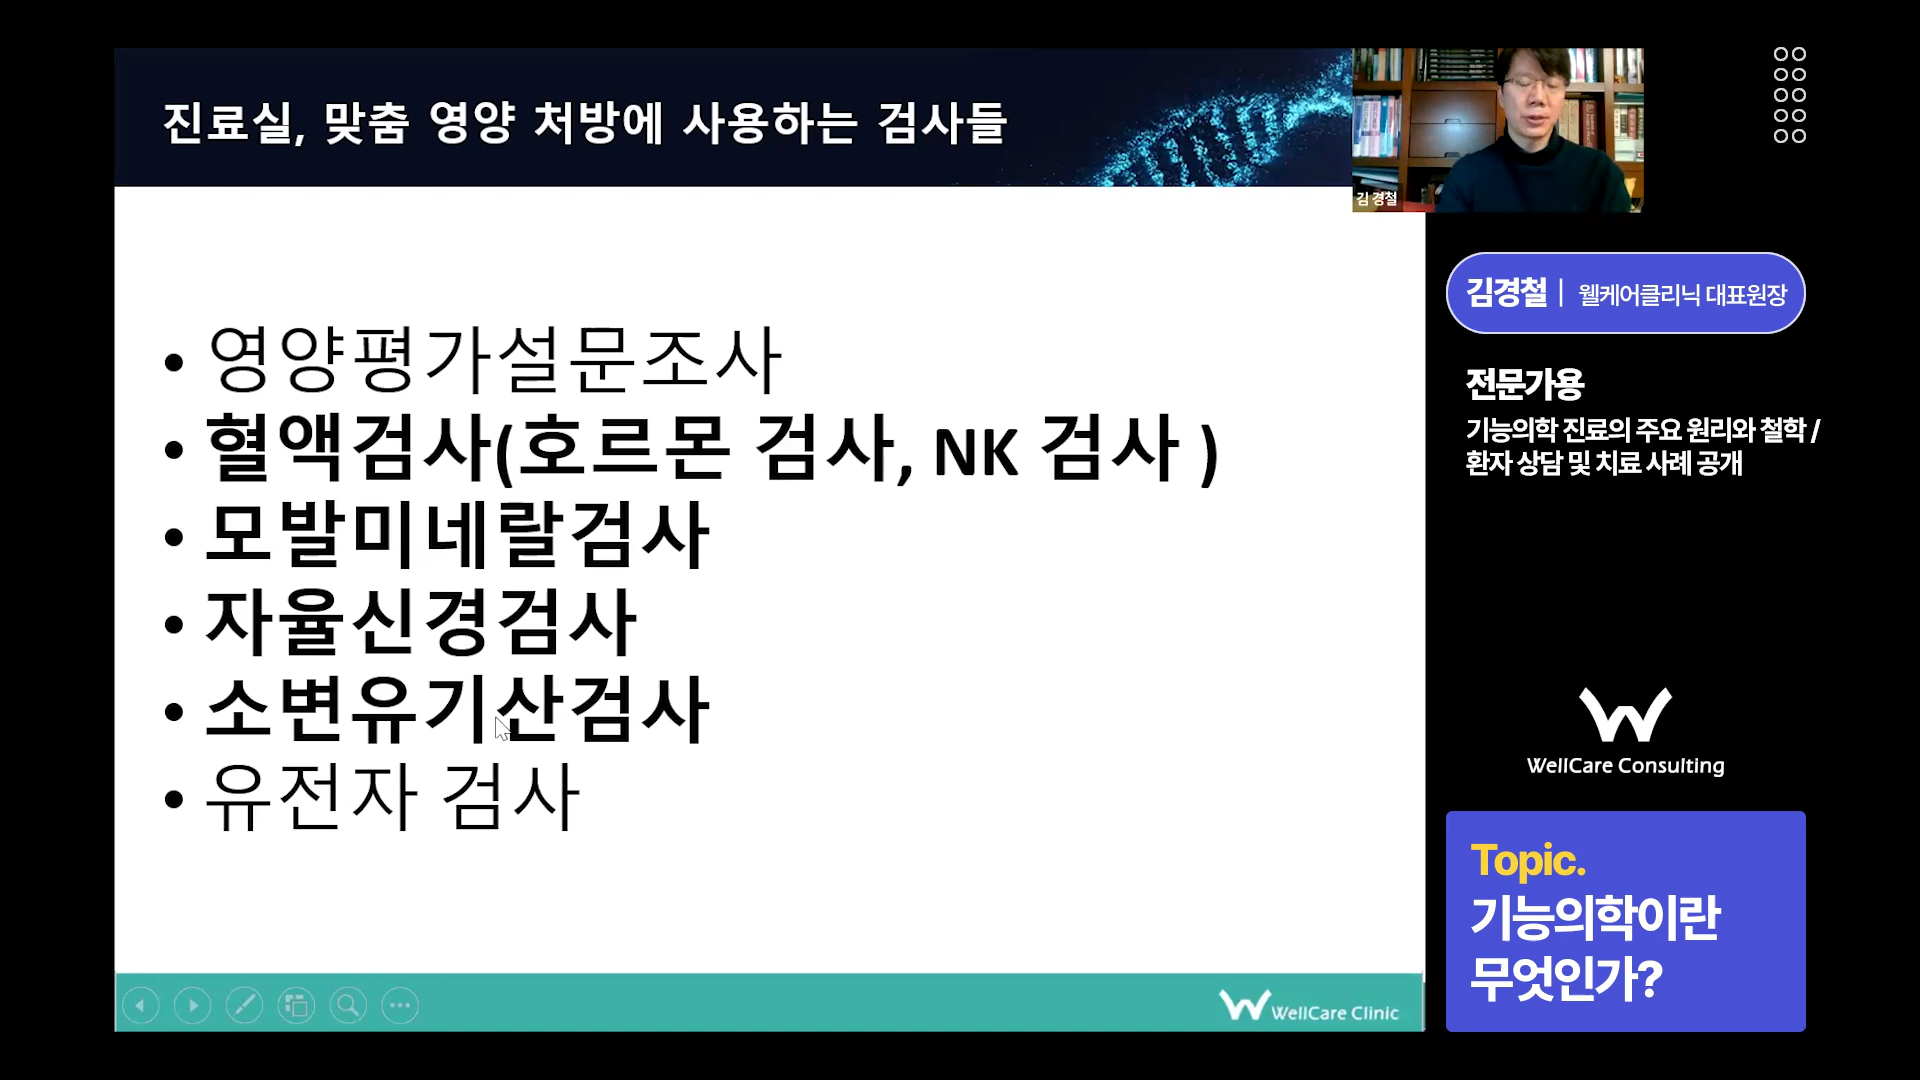 진료실, 맞춤 영양 처방에 사용하는 검사들
• 영양평가설문조사
• 혈액검사(호르몬 검사, NK 검사 )
• 모발미네랄검사
• 자율신경검사
• 소변유기산검사
• 유전자 검사
WellCare Clinic
김 경철
김경철 | 웰케어클리닉 대표원장
전문가용
기능의학 진료의 주요 원리와 철학 /
환자 상담 및 치료 사례 공개
WellCare Consulting
Topic.
기능의학이란
무엇인가?